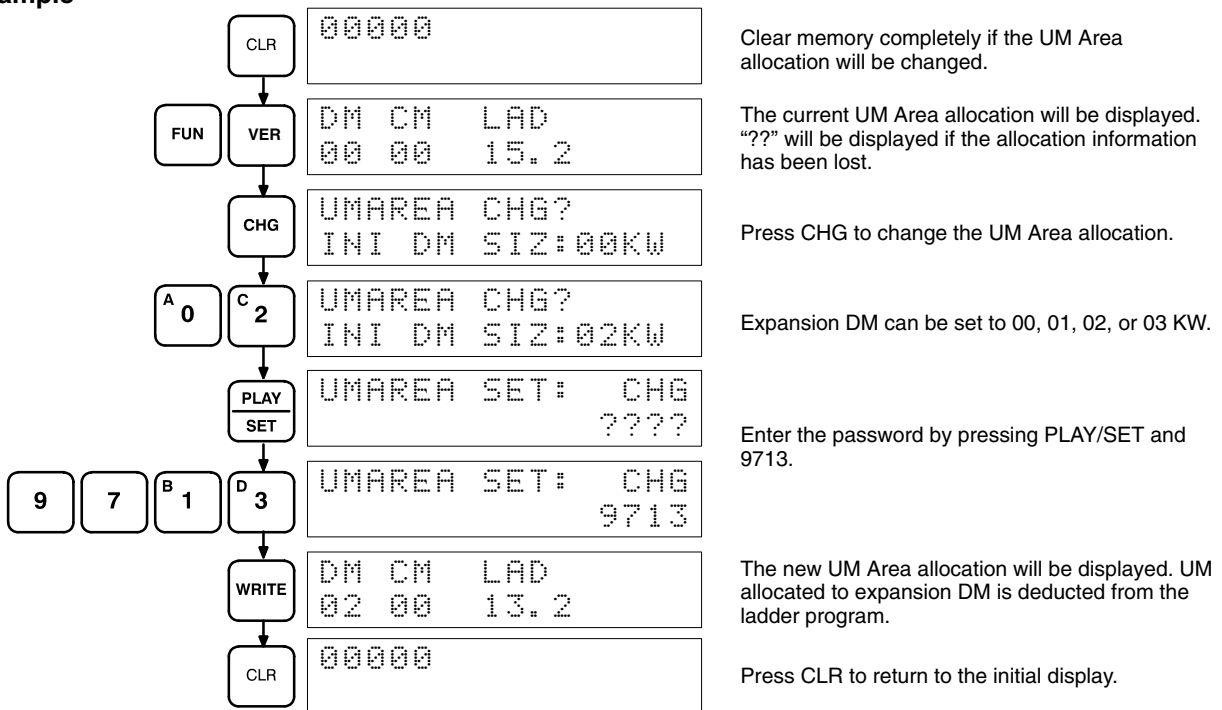 CLR
00000
Clear memory completely if the UM Area
allocation will be changed.
FUN VER
DM CM LAD
00 00 15.2
The current UM Area allocation will be displayed.
“??” will be displayed if the allocation information
has been lost.
CHG
UMAREA CHG?
INI DM SIZ:00KW
Press CHG to change the UM Area allocation.
A 0 C 2
UMAREA CHG?
INI DM SIZ:02KW
Expansion DM can be set to 00, 01, 02, or 03 KW.
PLAY
SET
UMAREA SET: CHG
????
Enter the password by pressing PLAY/SET and
9713.
9 7 B 1 D 3
UMAREA SET: CHG
9713
WRITE
DM CM LAD
02 00 13.2
The new UM Area allocation will be displayed. UM
allocated to expansion DM is deducted from the
ladder program.
CLR
00000
Press CLR to return to the initial display.